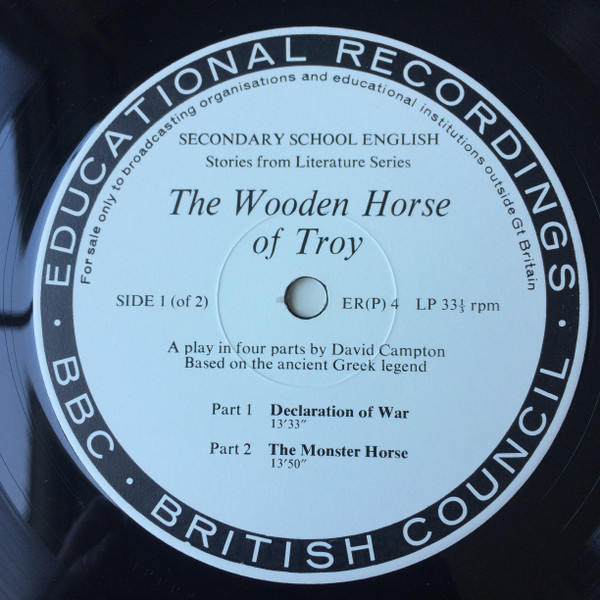 EDUCATIONAL RECORDINGS
For sale only to broadcasting organisations and educational institutions outside Gt Britain
SECONDARY SCHOOL ENGLISH
Stories from Literature Series
The Wooden Horse
of Troy
SIDE 1 (of 2)
ER(P) 4 LP 33⅓ rpm
A play in four parts by David Campton
Based on the ancient Greek legend
Part 1 Declaration of War
13'33"
Part 2 The Monster Horse
13'50"
· BBC · BRITISH COUNCIL ·